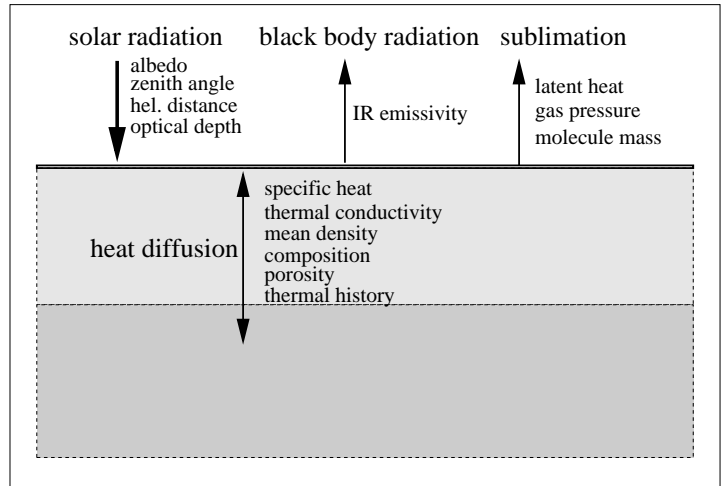 solar radiation
albedo
zenith angle
hel. distance
optical depth
black body radiation
IR emissivity
sublimation
latent heat
gas pressure
molecule mass
heat diffusion
specific heat
thermal conductivity
mean density
composition
porosity
thermal history